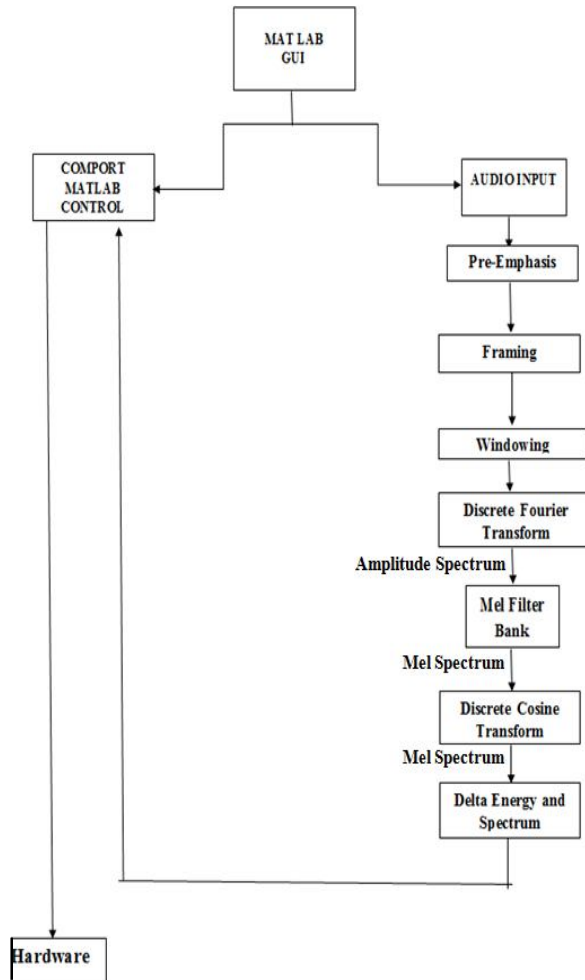 MAT LAB
GUI
COMPORT
MATLAB
CONTROL
AUDIO INPUT
Pre-Emphasis
Framing
Windowing
Discrete Fourier
Transform
Amplitude Spectrum
Mel Filter
Bank
Mel Spectrum
Discrete Cosine
Transform
Mel Spectrum
Delta Energy and
Spectrum
Hardware